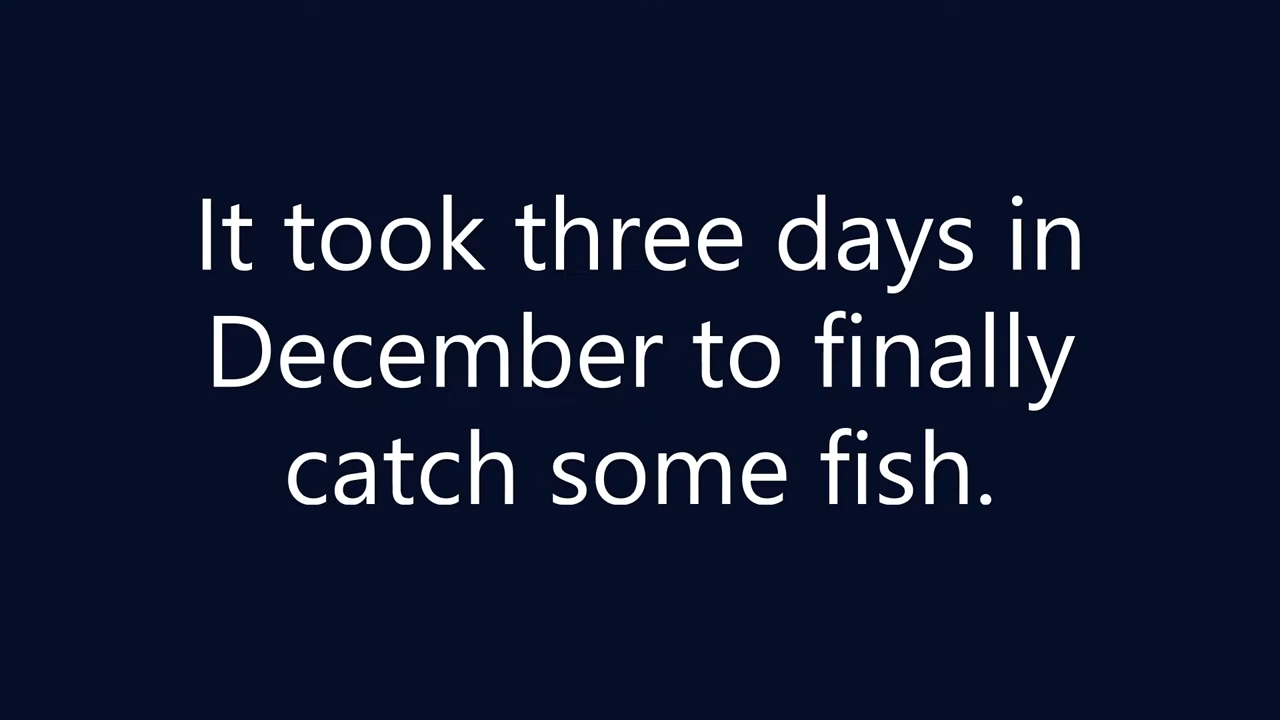 It took three days in
December to finally
catch some fish.